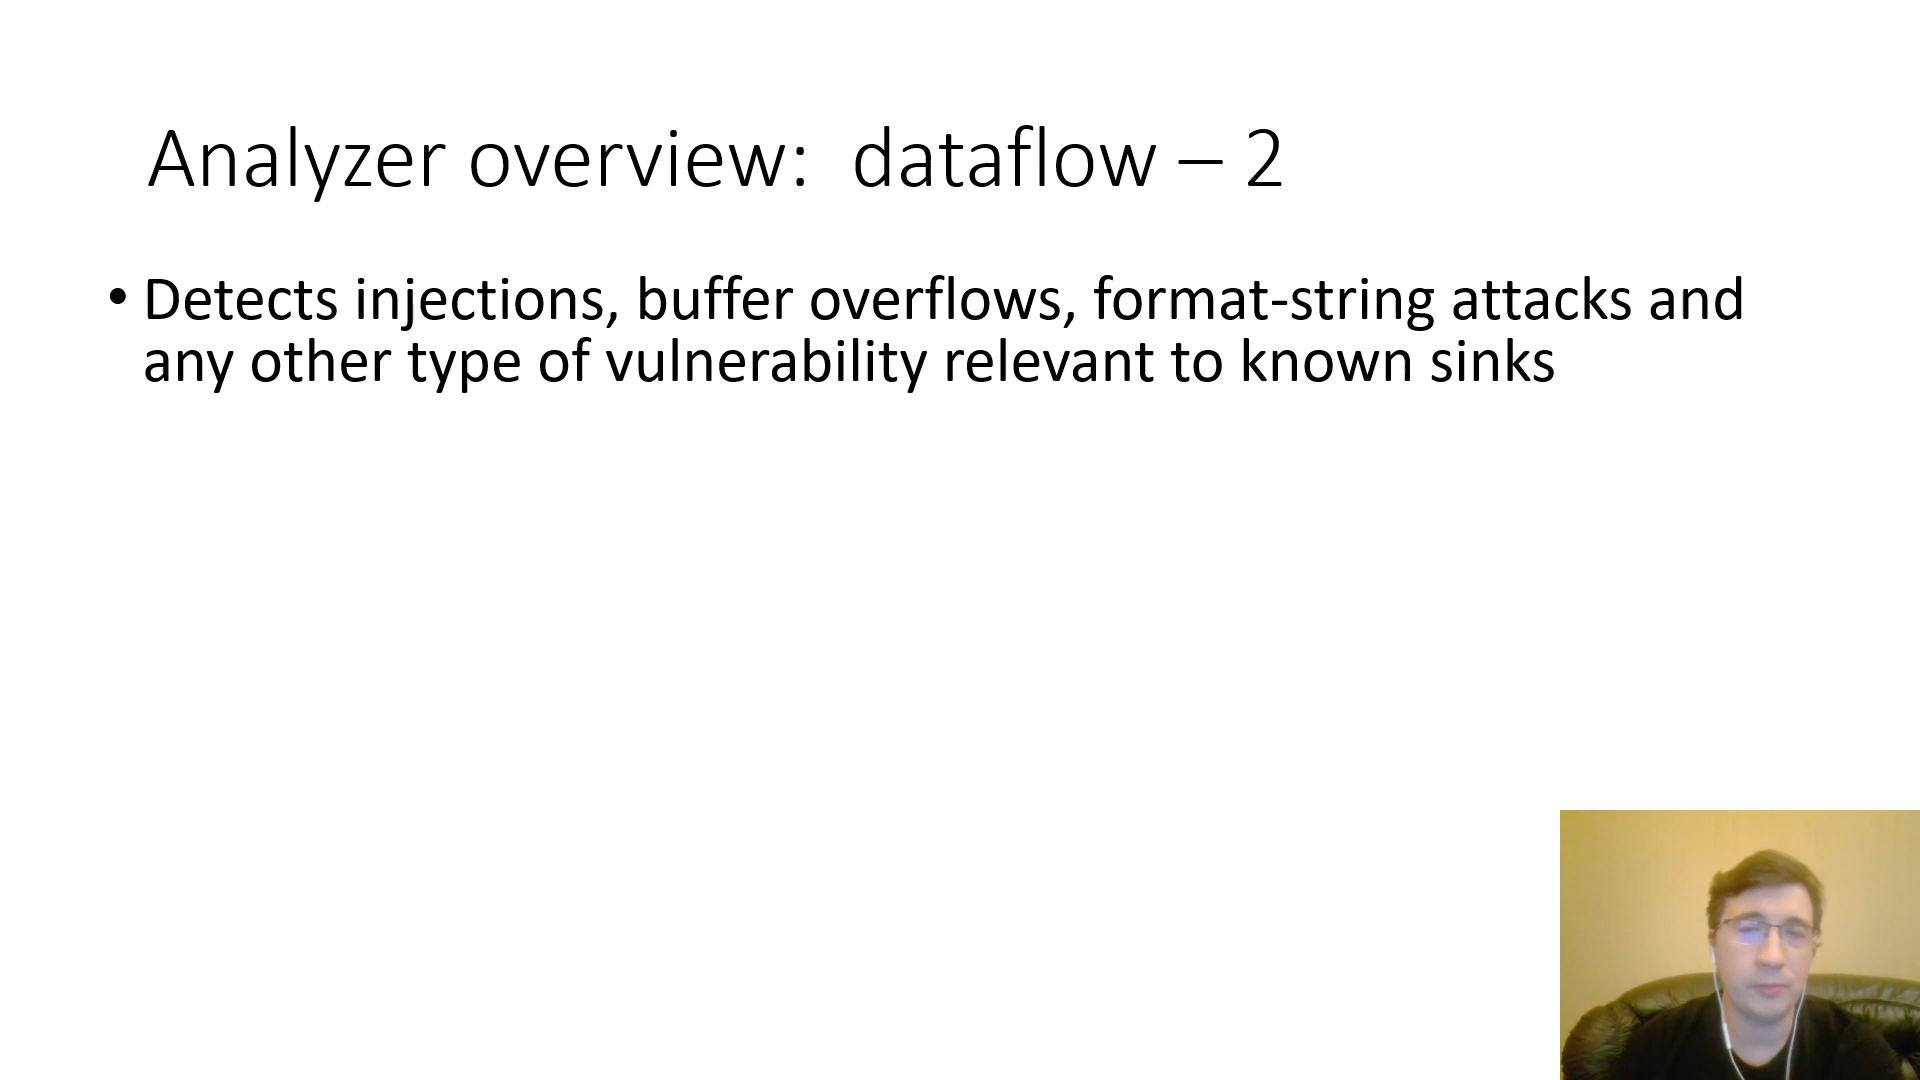 Analyzer overview:  dataflow – 2
• Detects injections, buffer overflows, format-string attacks and
any other type of vulnerability relevant to known sinks